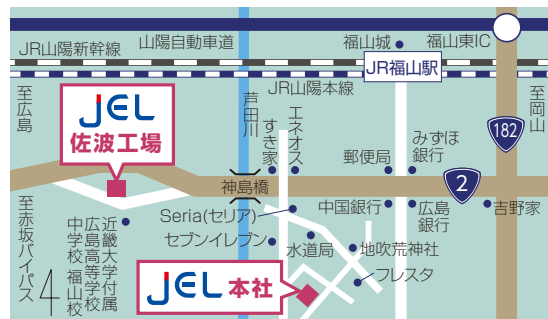 JR山陽新幹線
山陽自動車道
福山城
福山東IC
JR福山駅
JR山陽本線
至広島
JEL
佐波工場
芦田川
すき家
エネオス
至岡山
182
郵便局
みずほ
銀行
2
神島橋
至赤坂バイパス
Seria(セリア)
セブンイレブン
中国銀行
広島
銀行
吉野家
近畿大学付属
広島高等学校
中学校 福山校
水道局
地吹荒神社
フレスタ
JEL 本社